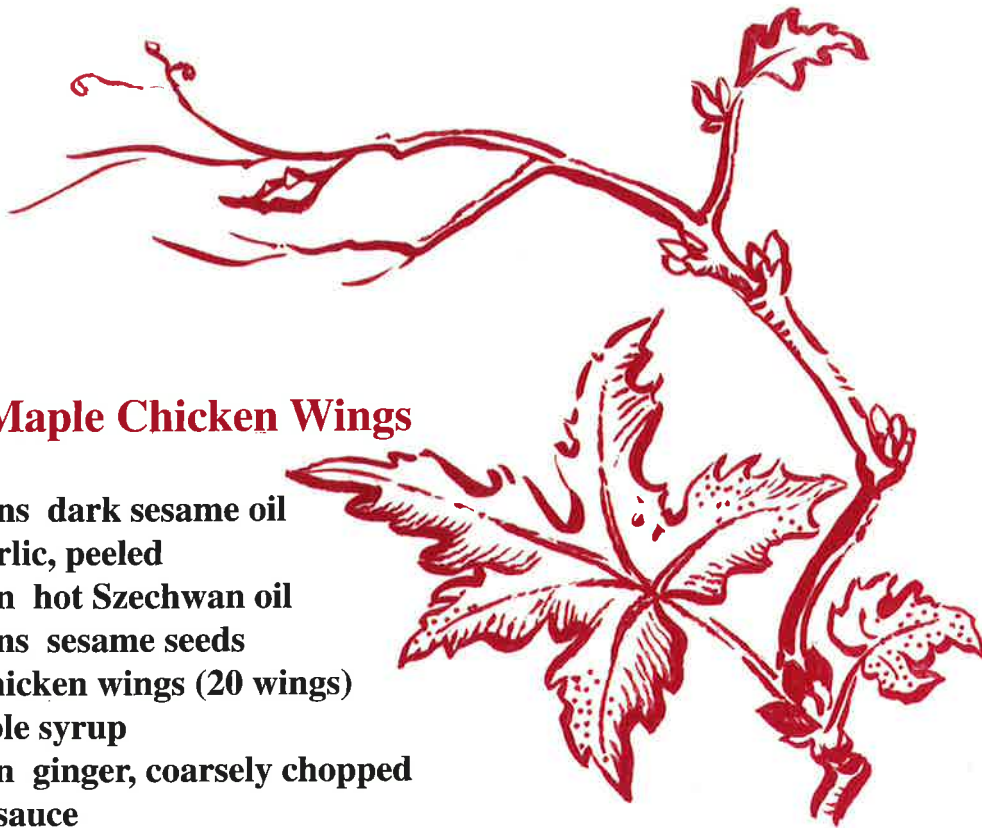 Maple Chicken Wings
ns dark sesame oil
rlic, peeled
n hot Szechwan oil
ns sesame seeds
hicken wings (20 wings)
ple syrup
n ginger, coarsely chopped
sauce